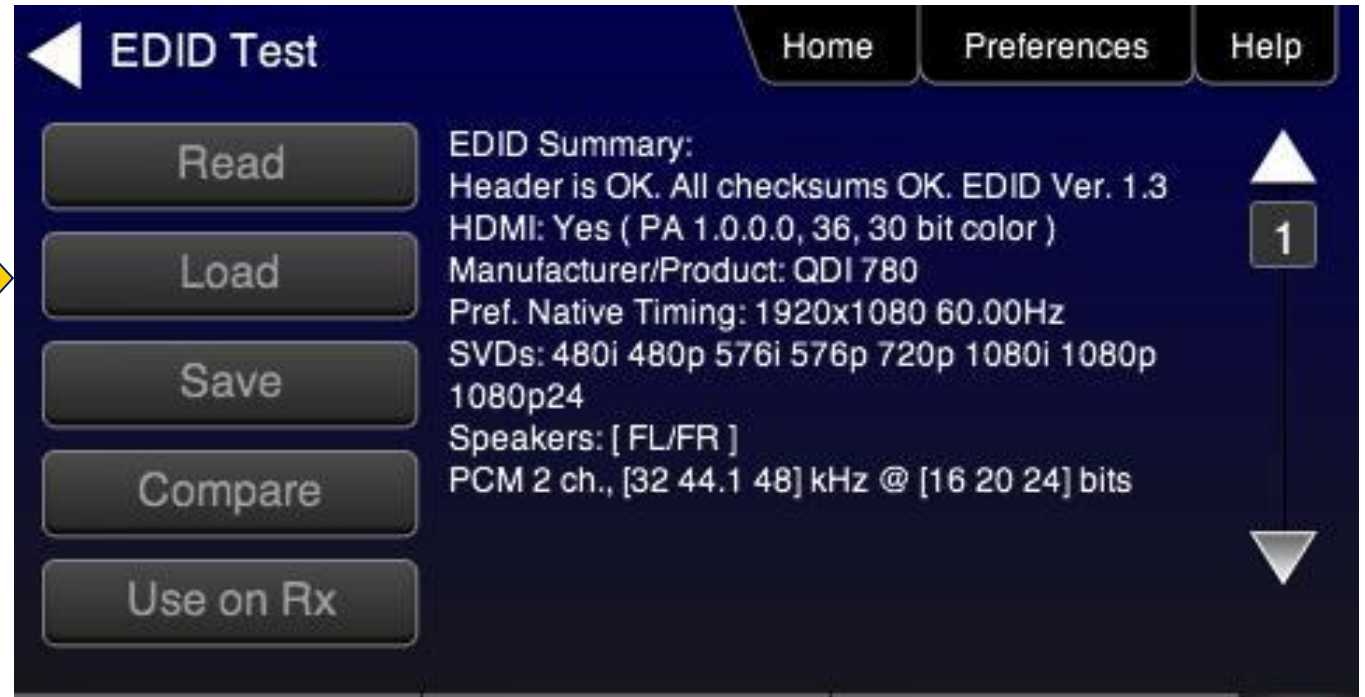 EDID Test
Home
Preferences
Help
Read
Load
Save
Compare
Use on Rx
EDID Summary:
Header is OK. All checksums OK. EDID Ver. 1.3
HDMI: Yes ( PA 1.0.0.0, 36, 30 bit color )
Manufacturer/Product: QDI 780
Pref. Native Timing: 1920x1080 60.00Hz
SVDs: 480i 480p 576i 576p 720p 1080i 1080p
1080p24
Speakers: [ FL/FR ]
PCM 2 ch., [32 44.1 48] kHz @ [16 20 24] bits
1